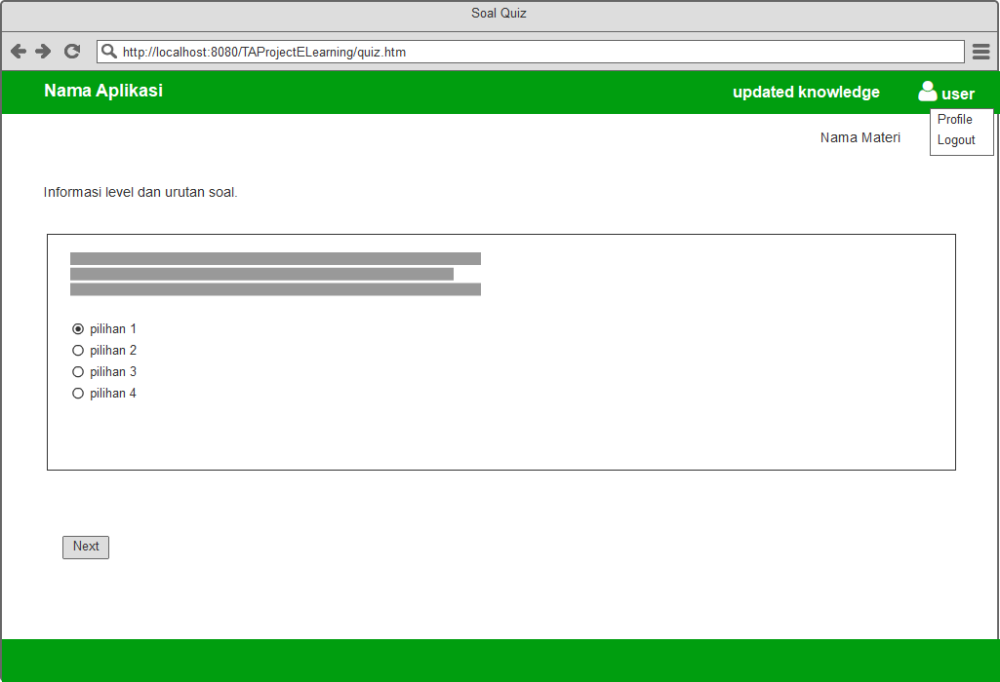 Soal Quiz
http://localhost:8080/TAProjectELearning/quiz.htm
Nama Aplikasi
updated knowledge
user
Profile
Logout
Nama Materi
Informasi level dan urutan soal.
pilihan 1
pilihan 2
pilihan 3
pilihan 4
Next